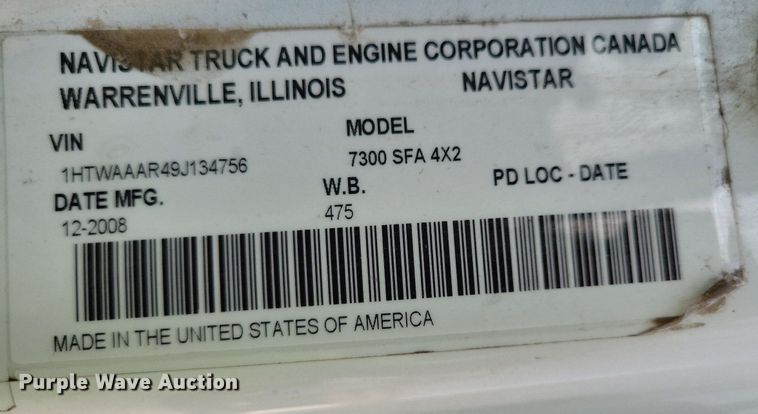 NAVISTAR TRUCK AND ENGINE CORPORATION CANADA
WARRENVILLE, ILLINOIS NAVISTAR
VIN MODEL
1HTWAAAR49J134756 7300 SFA 4X2
DATE MFG. W.B. PD LOC - DATE
12-2008 475
MADE IN THE UNITED STATES OF AMERICA
Purple Wave Auction